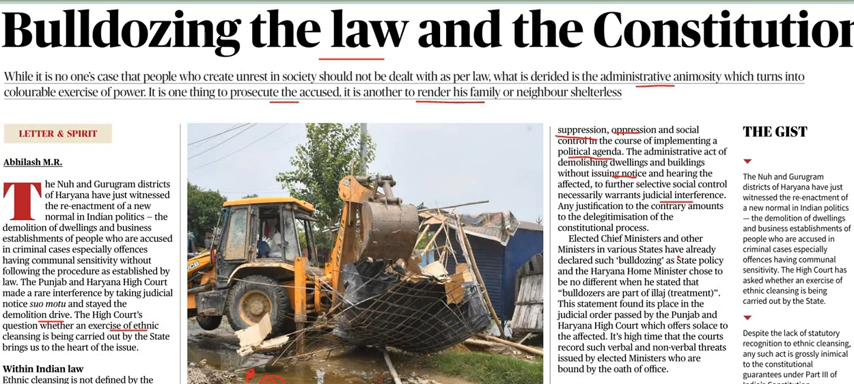 Bulldozing the law and the Constitution
While it is no one's case that people who create unrest in society should not be dealt with as per law, what is derided is the administrative animosity which turns into
colourable exercise of power. It is one thing to prosecute the accused, it is another to render his family or neighbour shelterless
LETTER & SPIRIT
Abhilash M.R.
The Nuh and Gurugram districts
of Haryana have just witnessed
the re-enactment of a new
normal in Indian politics — the
demolition of dwellings and business
establishments of people who are accused
in criminal cases especially offences
having communal sensitivity without
following the procedure as established by
law. The Punjab and Haryana High Court
made a rare interference by taking judicial
notice suo motu and stayed the
demolition drive. The High Court's
question whether an exercise of ethnic
cleansing is being carried out by the State
brings us to the heart of the issue.
Within Indian law
Ethnic cleansing is not defined by the
suppression, oppression and social
control in the course of implementing a
political agenda. The administrative act of
demolishing dwellings and buildings
without issuing notice and hearing the
affected, to further selective social control
necessarily warrants judicial interference.
Any justification to the contrary amounts
to the delegitimisation of the
constitutional process.
Elected Chief Ministers and other
Ministers in various States have already
declared such 'bulldozing' as State policy
and the Haryana Home Minister chose to
be no different when he stated that
"bulldozers are part of illaj (treatment)".
This statement found its place in the
judicial order passed by the Punjab and
Haryana High Court which offers solace to
the affected. It's high time that the courts
record such verbal and non-verbal threats
issued by elected Ministers who are
bound by the oath of office.
THE GIST
The Nuh and Gurugram
districts of Haryana have just
witnessed the re-enactment of
a new normal in Indian politics
— the demolition of dwellings
and business establishments of
people who are accused in
criminal cases especially
offences having communal
sensitivity. The High Court has
asked whether an exercise of
ethnic cleansing is being
carried out by the State.
Despite the lack of statutory
recognition to ethnic cleansing,
any such act is grossly inimical
to the constitutional
guarantees under Part III of
India's Constitution